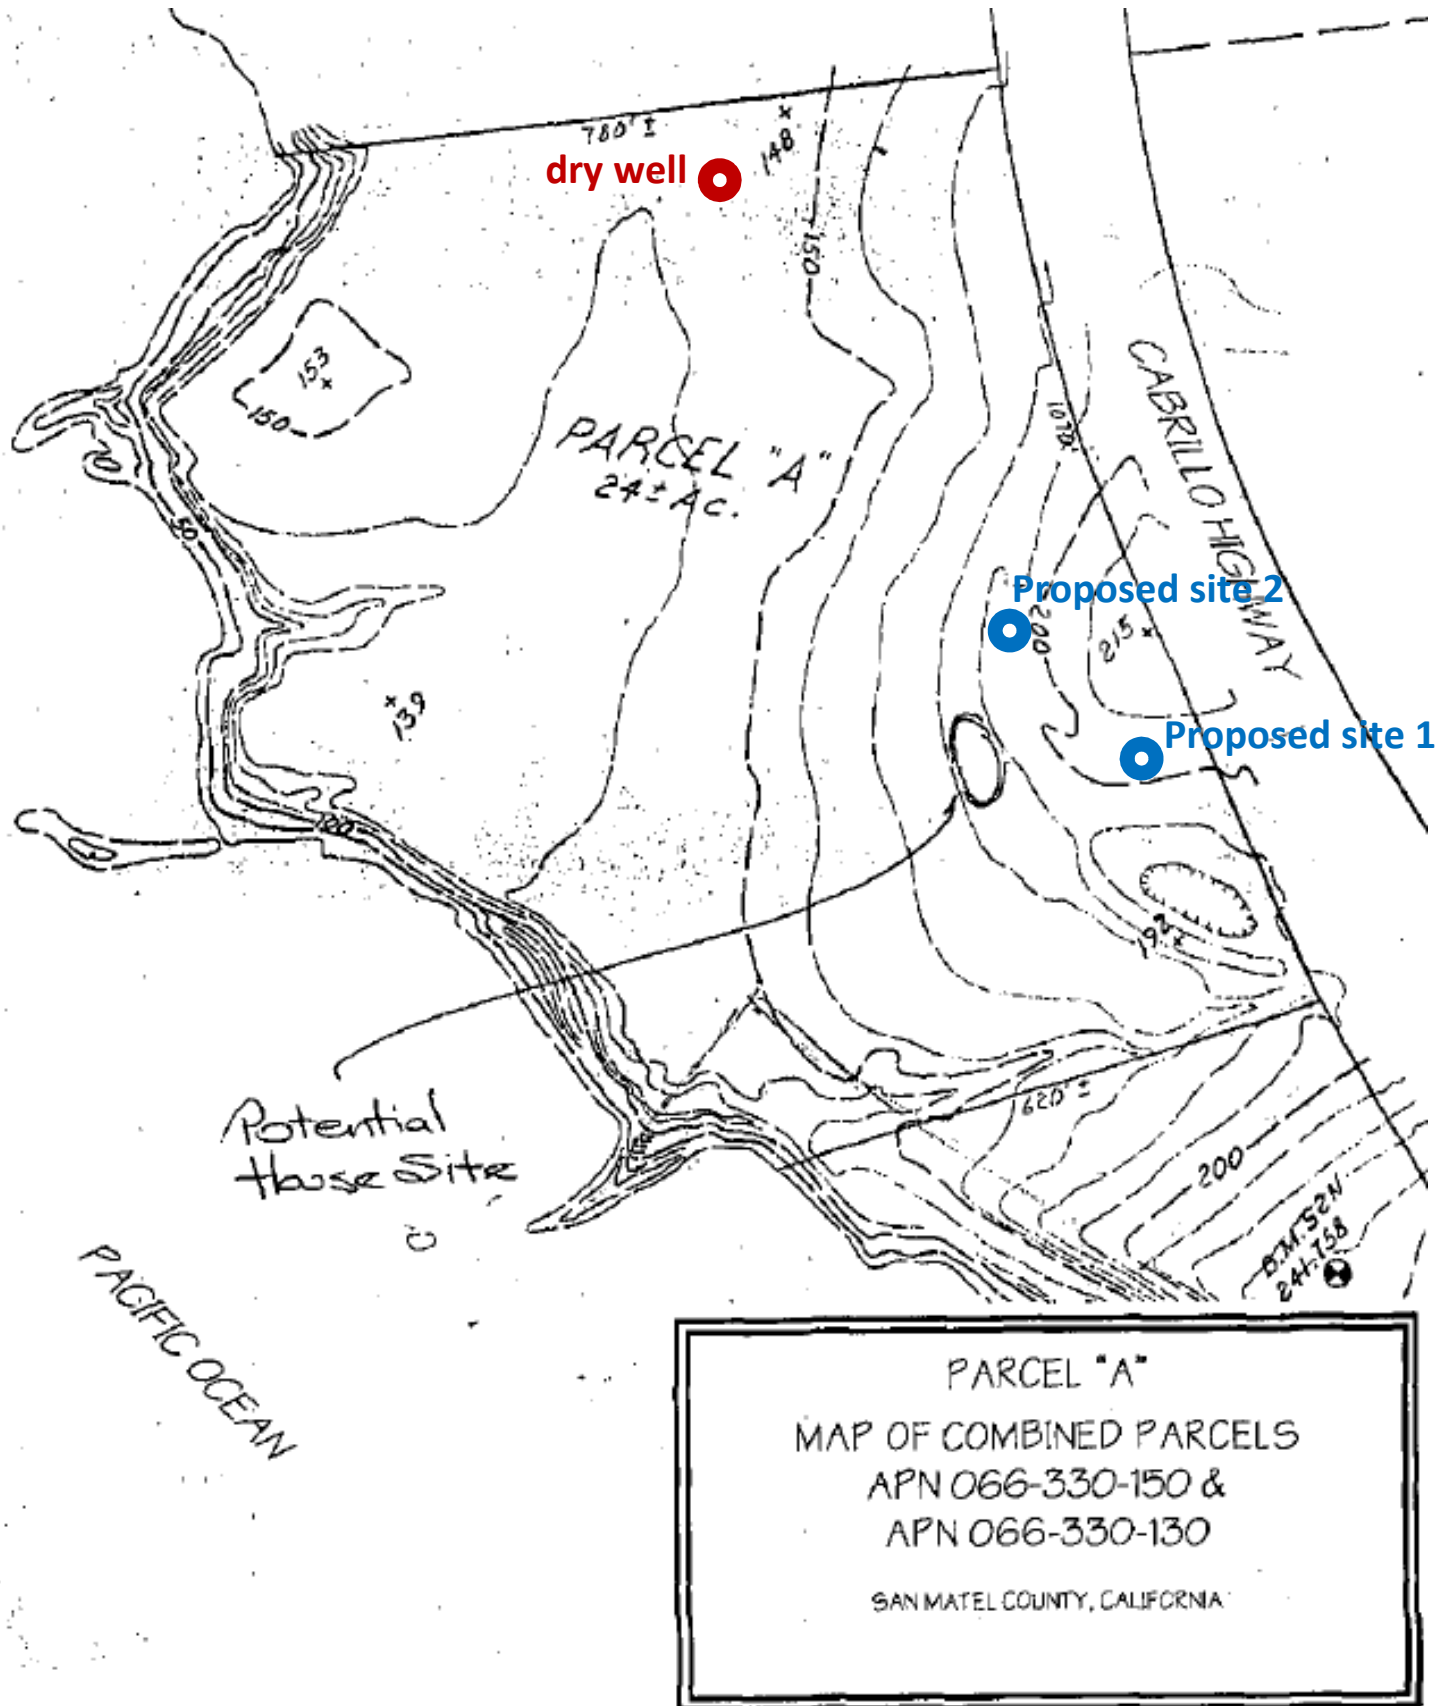 780' ±
148
dry well
150
153
150
PARCEL "A"
24± AC.
CABRILLO HIGHWAY
50
Proposed site 2
200
215
139
Proposed site 1
192
620' ±
Potential
House Site
200
B.M. 52N
241.758
PACIFIC OCEAN
PARCEL "A"
MAP OF COMBINED PARCELS
APN 066-330-150 &
APN 066-330-130
SAN MATEL COUNTY, CALIFORNIA